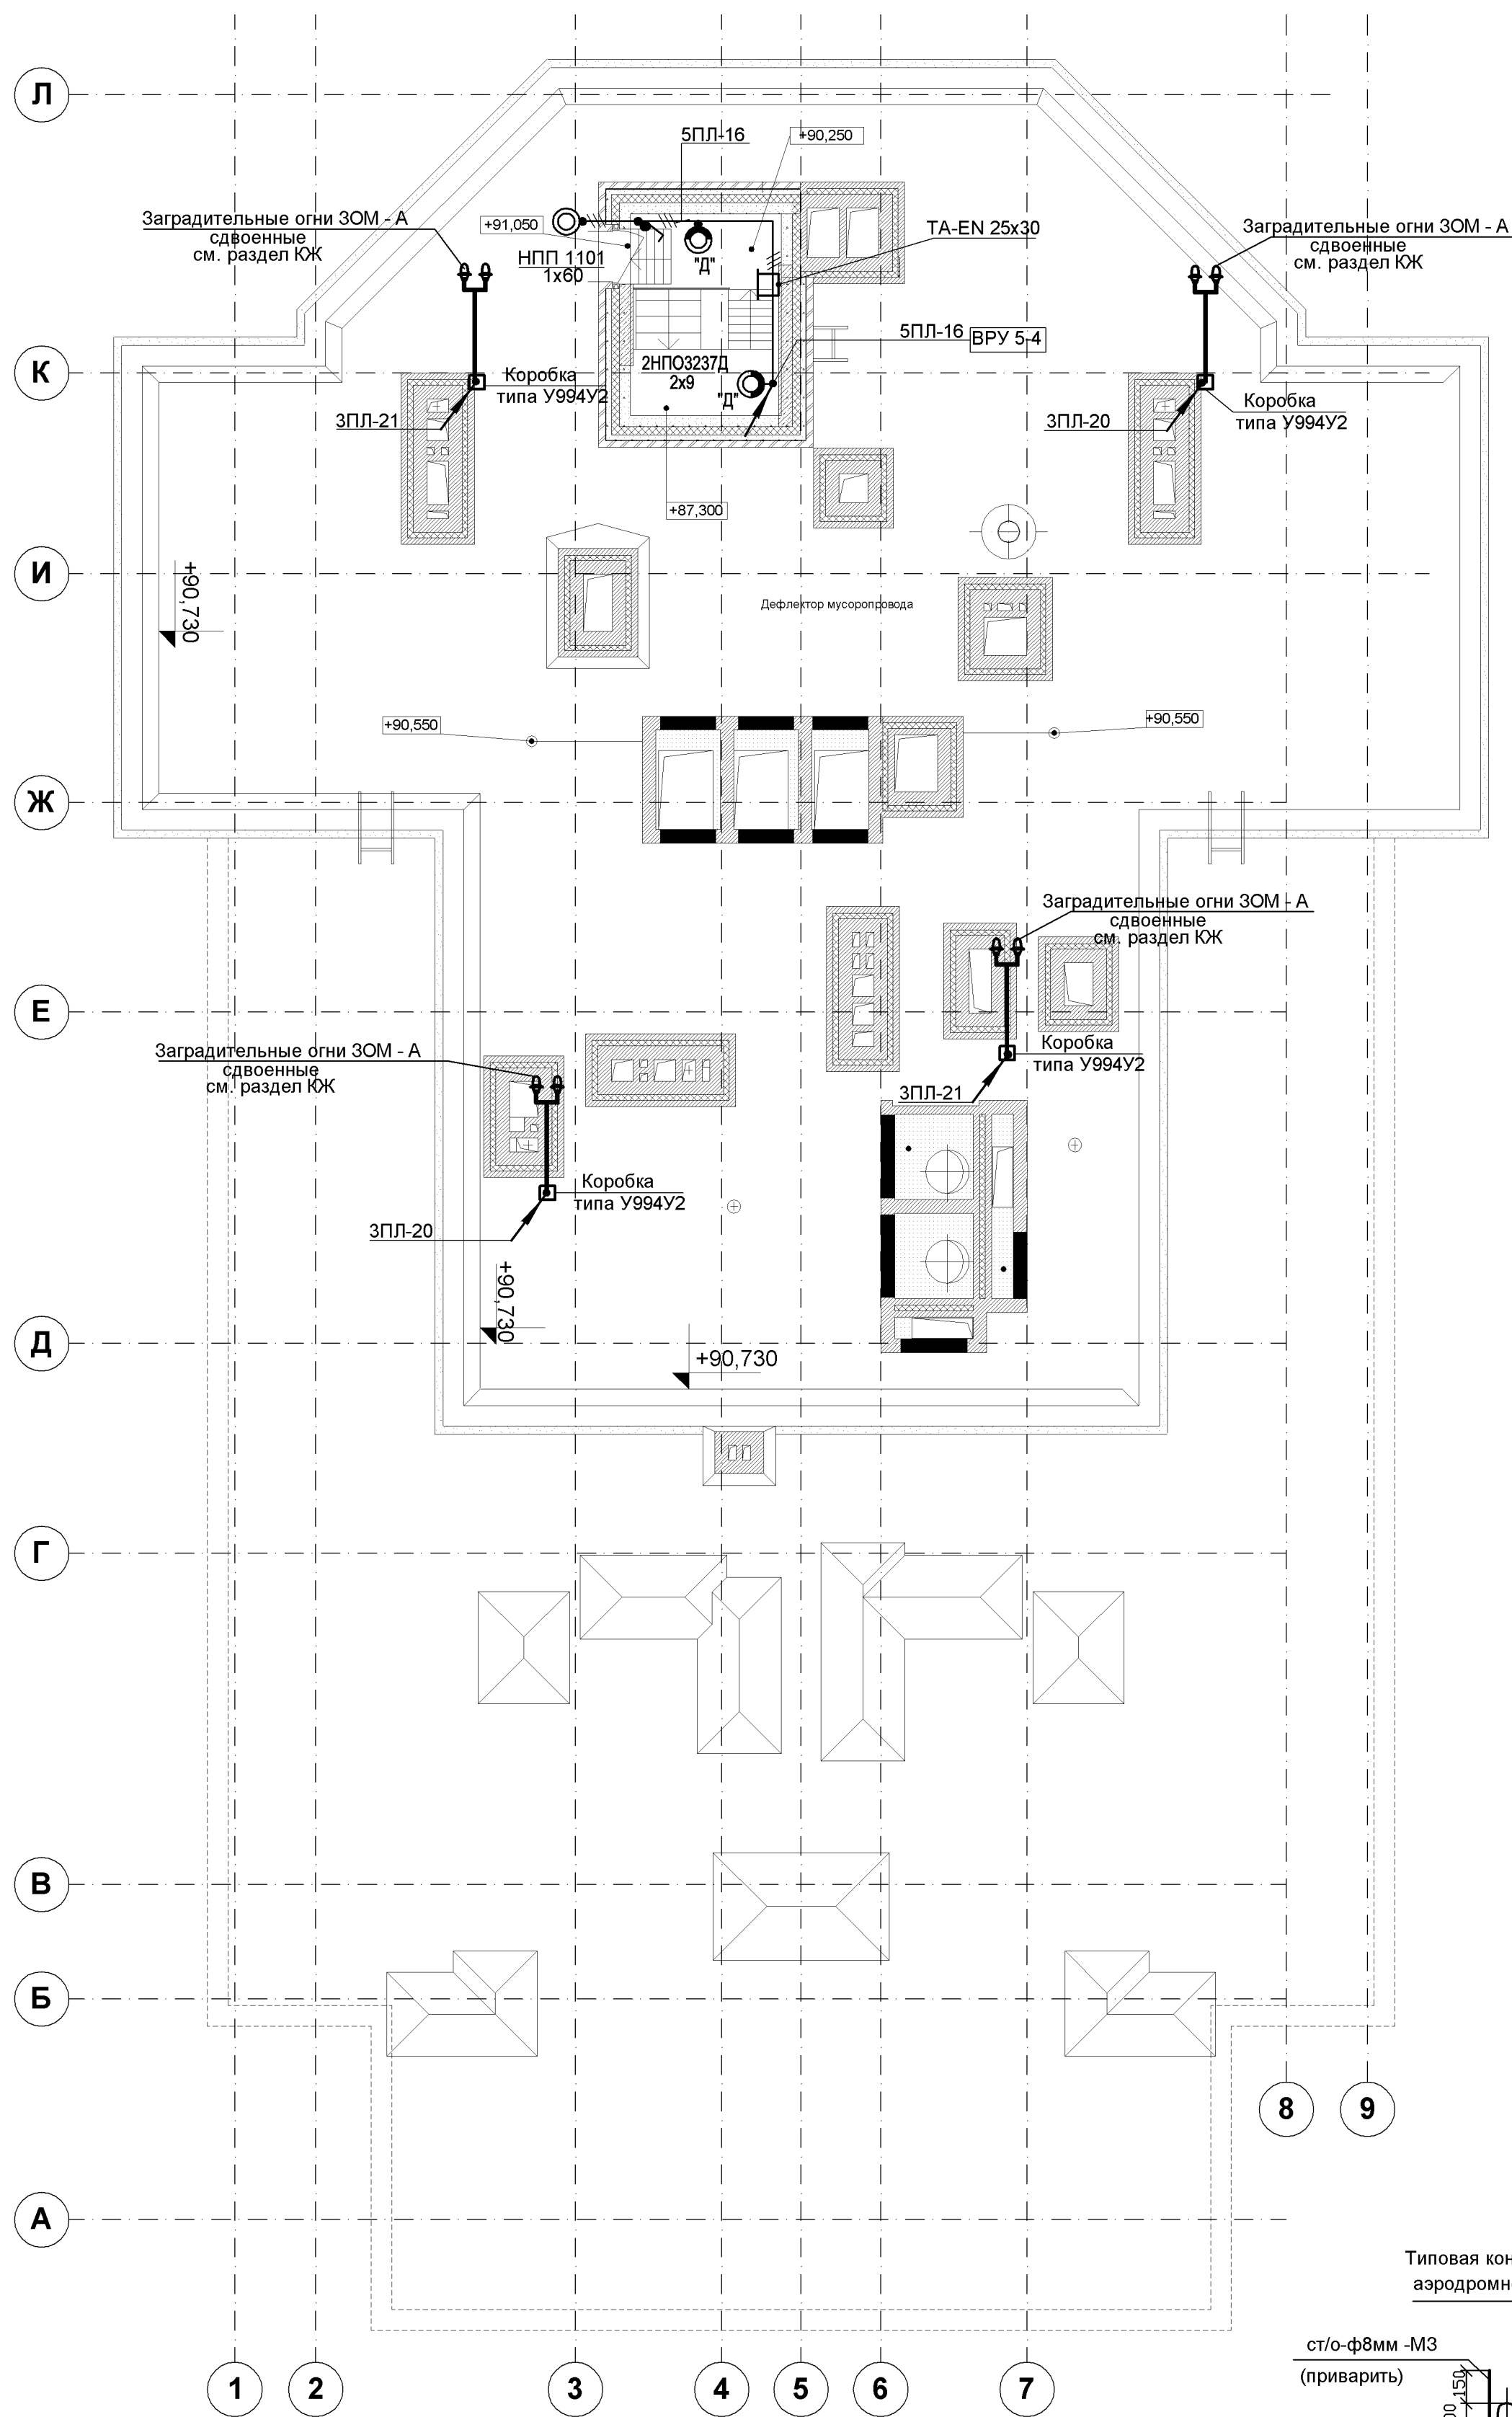 Л
5ПЛ-16
+90,250
Заградительные огни ЗОМ - А
сдвоенные
см. раздел КЖ
+91,050
НПП 1101
1х60
"Д"
ТА-EN 25х30
Заградительные огни ЗОМ - А
сдвоенные
см. раздел КЖ
5ПЛ-16
ВРУ 5-4
К
2НПО3237Д
2х9
"Д"
Коробка
типа У994У2
3ПЛ-21
Коробка
типа У994У2
3ПЛ-20
+87,300
И
+90,730
Дефлектор мусоропровода
+90,550
+90,550
Ж
Заградительные огни ЗОМ - А
сдвоенные
см. раздел КЖ
Е
Заградительные огни ЗОМ - А
сдвоенные
см. раздел КЖ
Коробка
типа У994У2
3ПЛ-21
Коробка
типа У994У2
3ПЛ-20
+90,730
Д
+90,730
Г
В
Б
8
9
А
Типовая кон
аэродромн
ст/о-ф8мм -М3
(приварить)
150
1
2
3
4
5
6
7